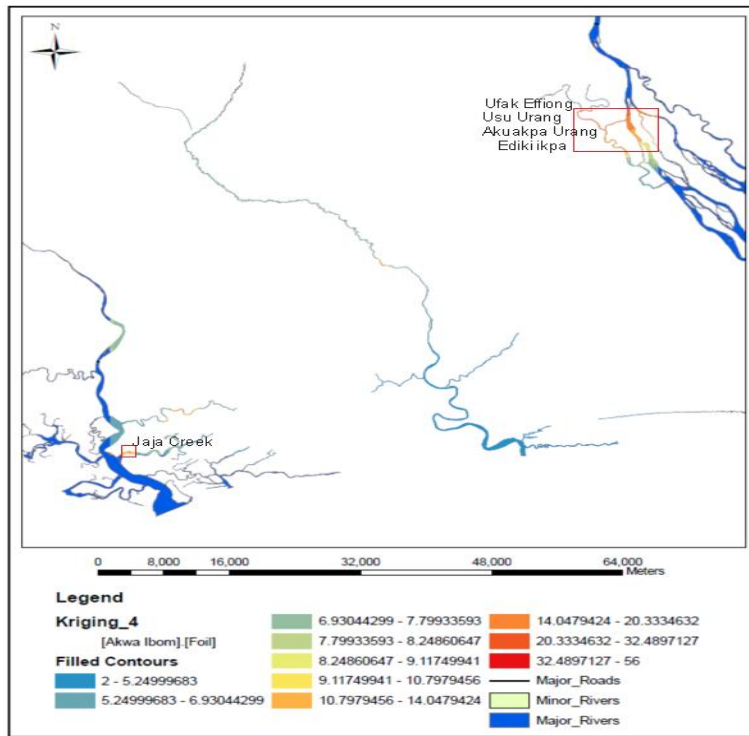 N
Ufak Effiong
Usu Urang
Akuakpa Urang
Edikiikpa
Jaja Creek
0 8,000 16,000 32,000 48,000 64,000
Meters
Legend
Kriging_4
[Akwa Ibom].[Foil]
Filled Contours
2 - 5.24999683
5.24999683 - 6.93044299
6.93044299 - 7.79933593
7.79933593 - 8.24860647
8.24860647 - 9.11749941
9.11749941 - 10.7979456
10.7979456 - 14.0479424
14.0479424 - 20.3334632
20.3334632 - 32.4897127
32.4897127 - 56
Major_Roads
Minor_Rivers
Major_Rivers